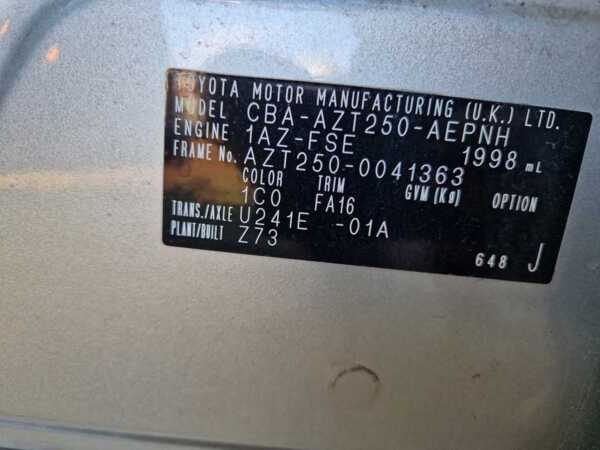 TOYOTA MOTOR MANUFACTURING (U.K.) LTD.
MODEL CBA-AZT250-AEPNH
ENGINE 1AZ-FSE 1998 mL
FRAME No. AZT250-0041363
COLOR TRIM GVM (KG) OPTION
1C0 FA16
TRANS./AXLE U241E -01A
PLANT/BUILT Z73
648 J